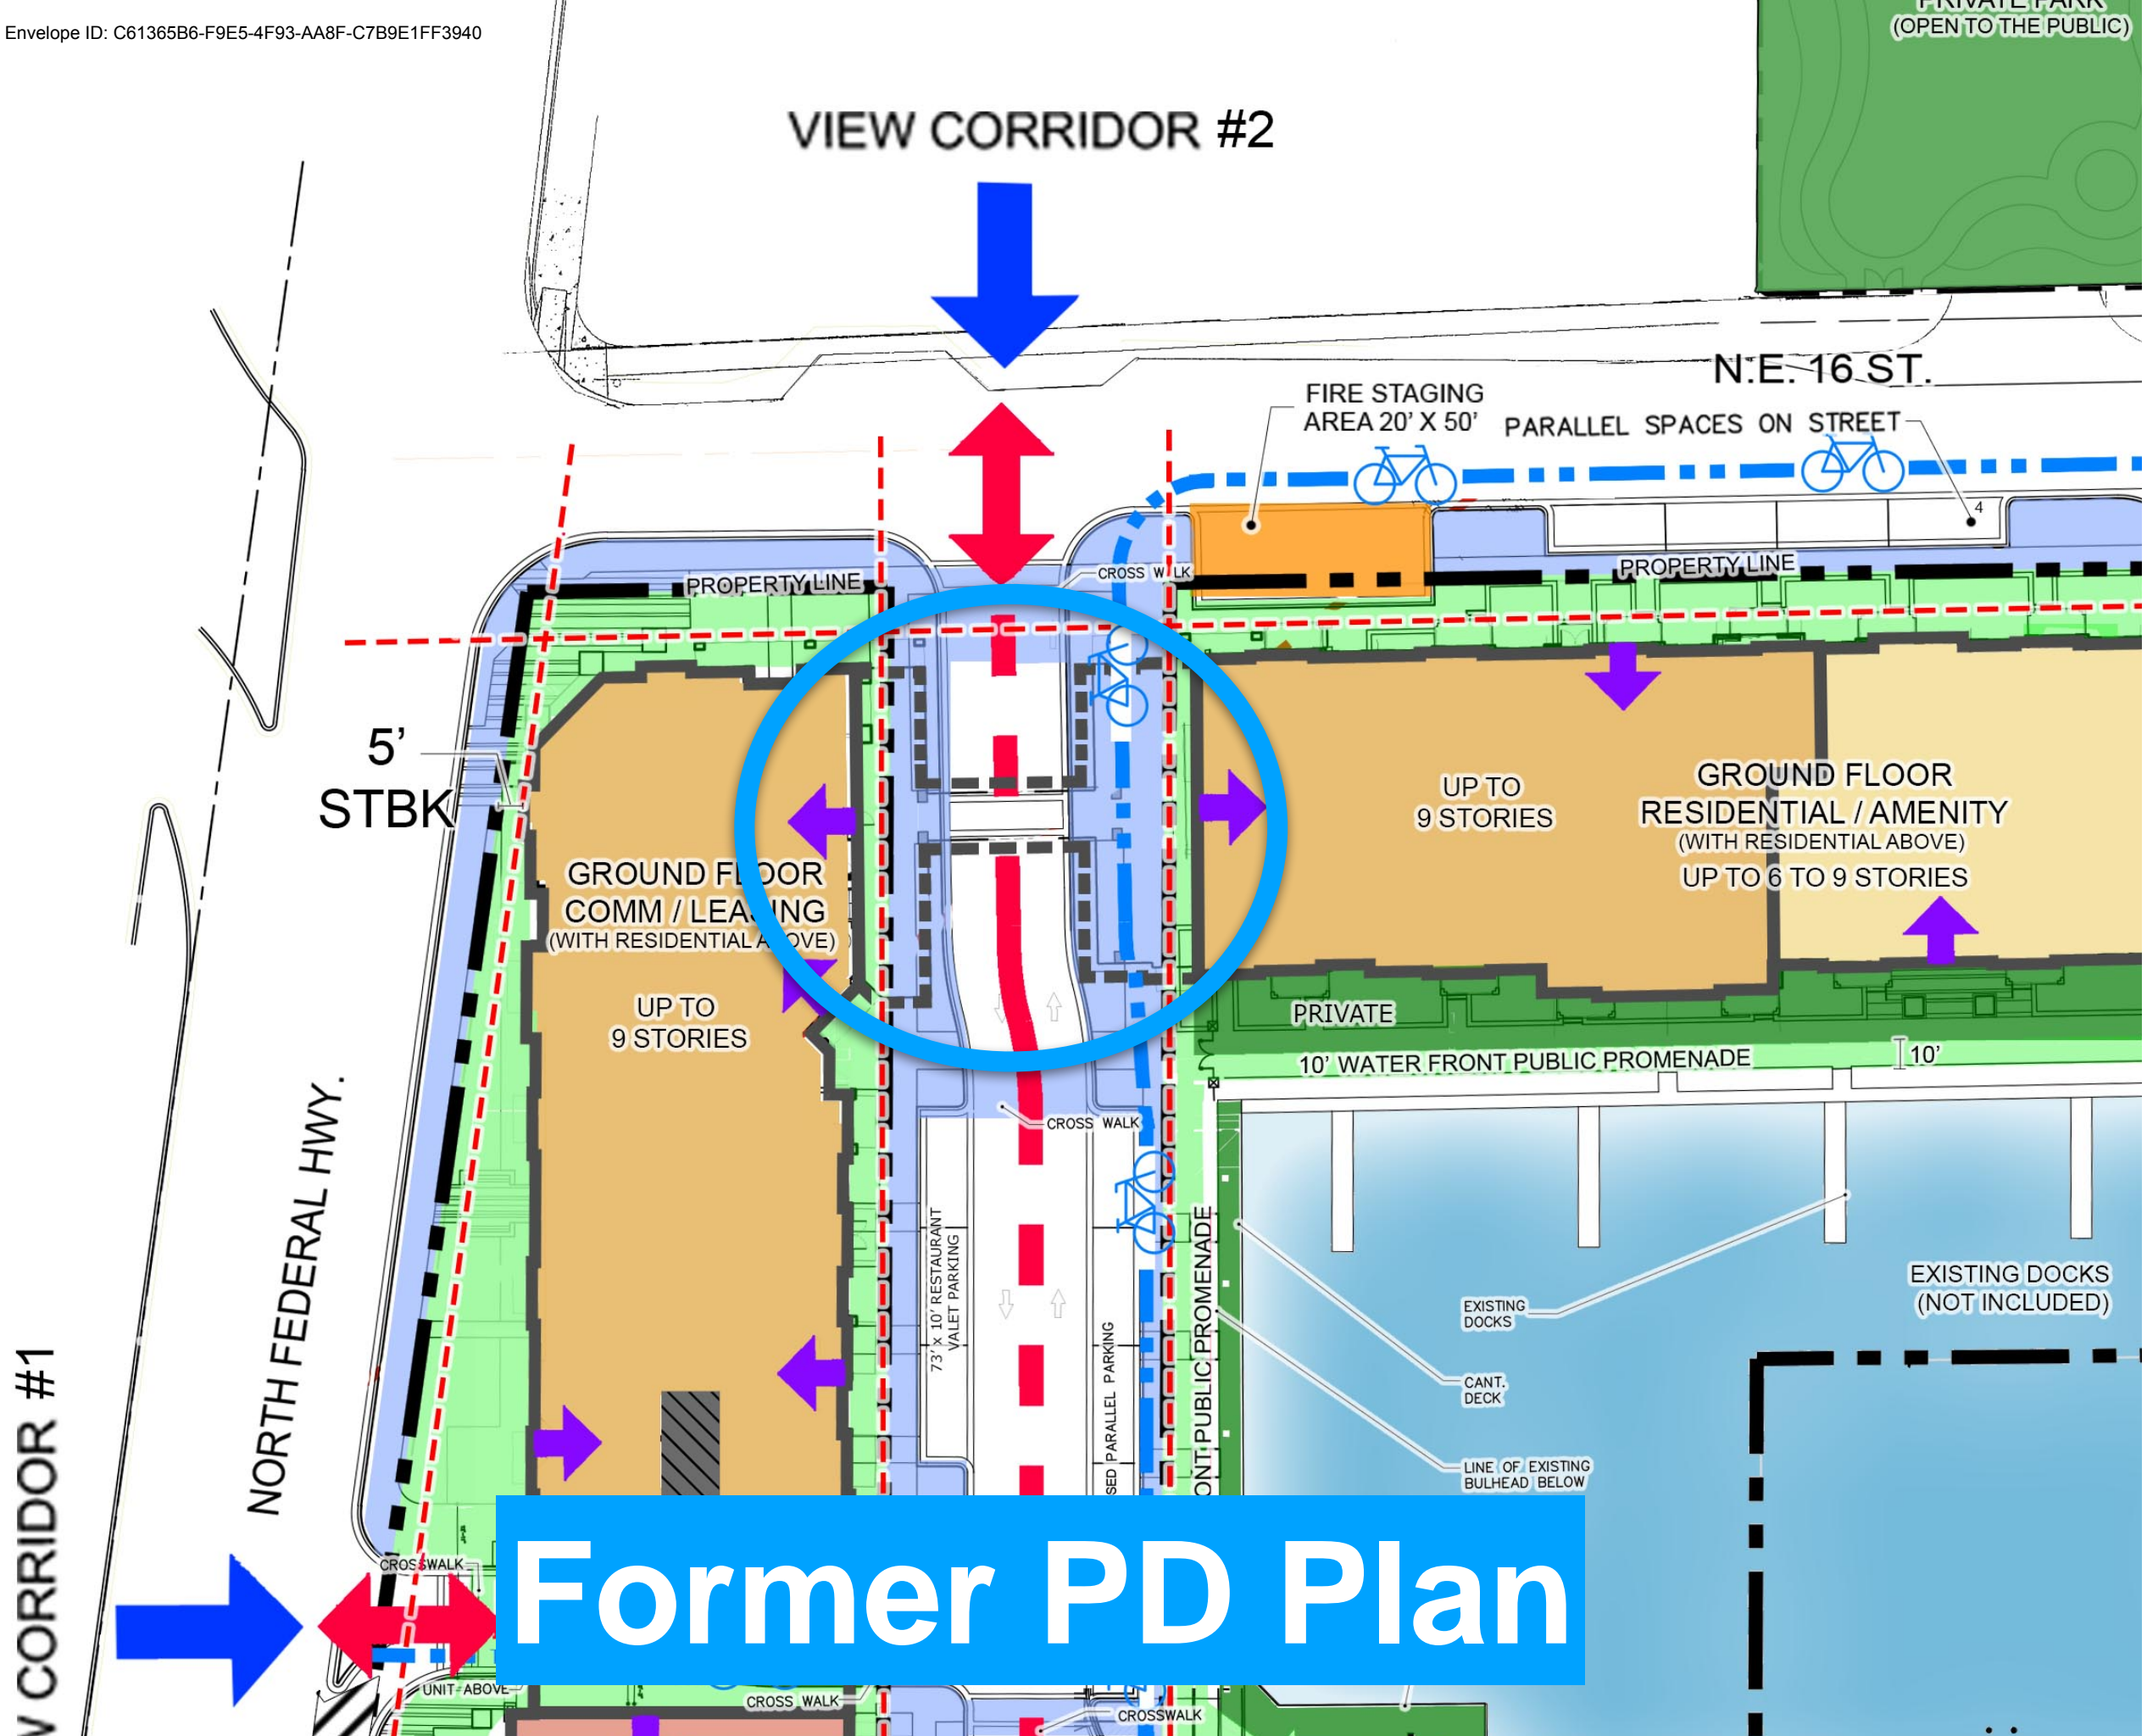 Envelope ID: C61365B6-F9E5-4F93-AA8F-C7B9E1FF3940
PRIVATE PARK
(OPEN TO THE PUBLIC)
VIEW CORRIDOR #2
N.E. 16 ST.
FIRE STAGING
AREA 20' X 50'
PARALLEL SPACES ON STREET
4
CROSS WALK
PROPERTY LINE
PROPERTY LINE
5'
STBK
UP TO
9 STORIES
GROUND FLOOR
RESIDENTIAL / AMENITY
(WITH RESIDENTIAL ABOVE)
UP TO 6 TO 9 STORIES
GROUND FLOOR
COMM / LEASING
(WITH RESIDENTIAL ABOVE)
UP TO
9 STORIES
PRIVATE
10' WATER FRONT PUBLIC PROMENADE
10'
CROSS WALK
NORTH FEDERAL HWY.
73' x 10' RESTAURANT
VALET PARKING
PARALLEL PARKING
PUBLIC PROMENADE
EXISTING DOCKS
(NOT INCLUDED)
EXISTING
DOCKS
CANT.
DECK
LINE OF EXISTING
BULHEAD BELOW
CORRIDOR #1
CROSSWALK
Former PD Plan
UNIT ABOVE
CROSS WALK
CROSSWALK